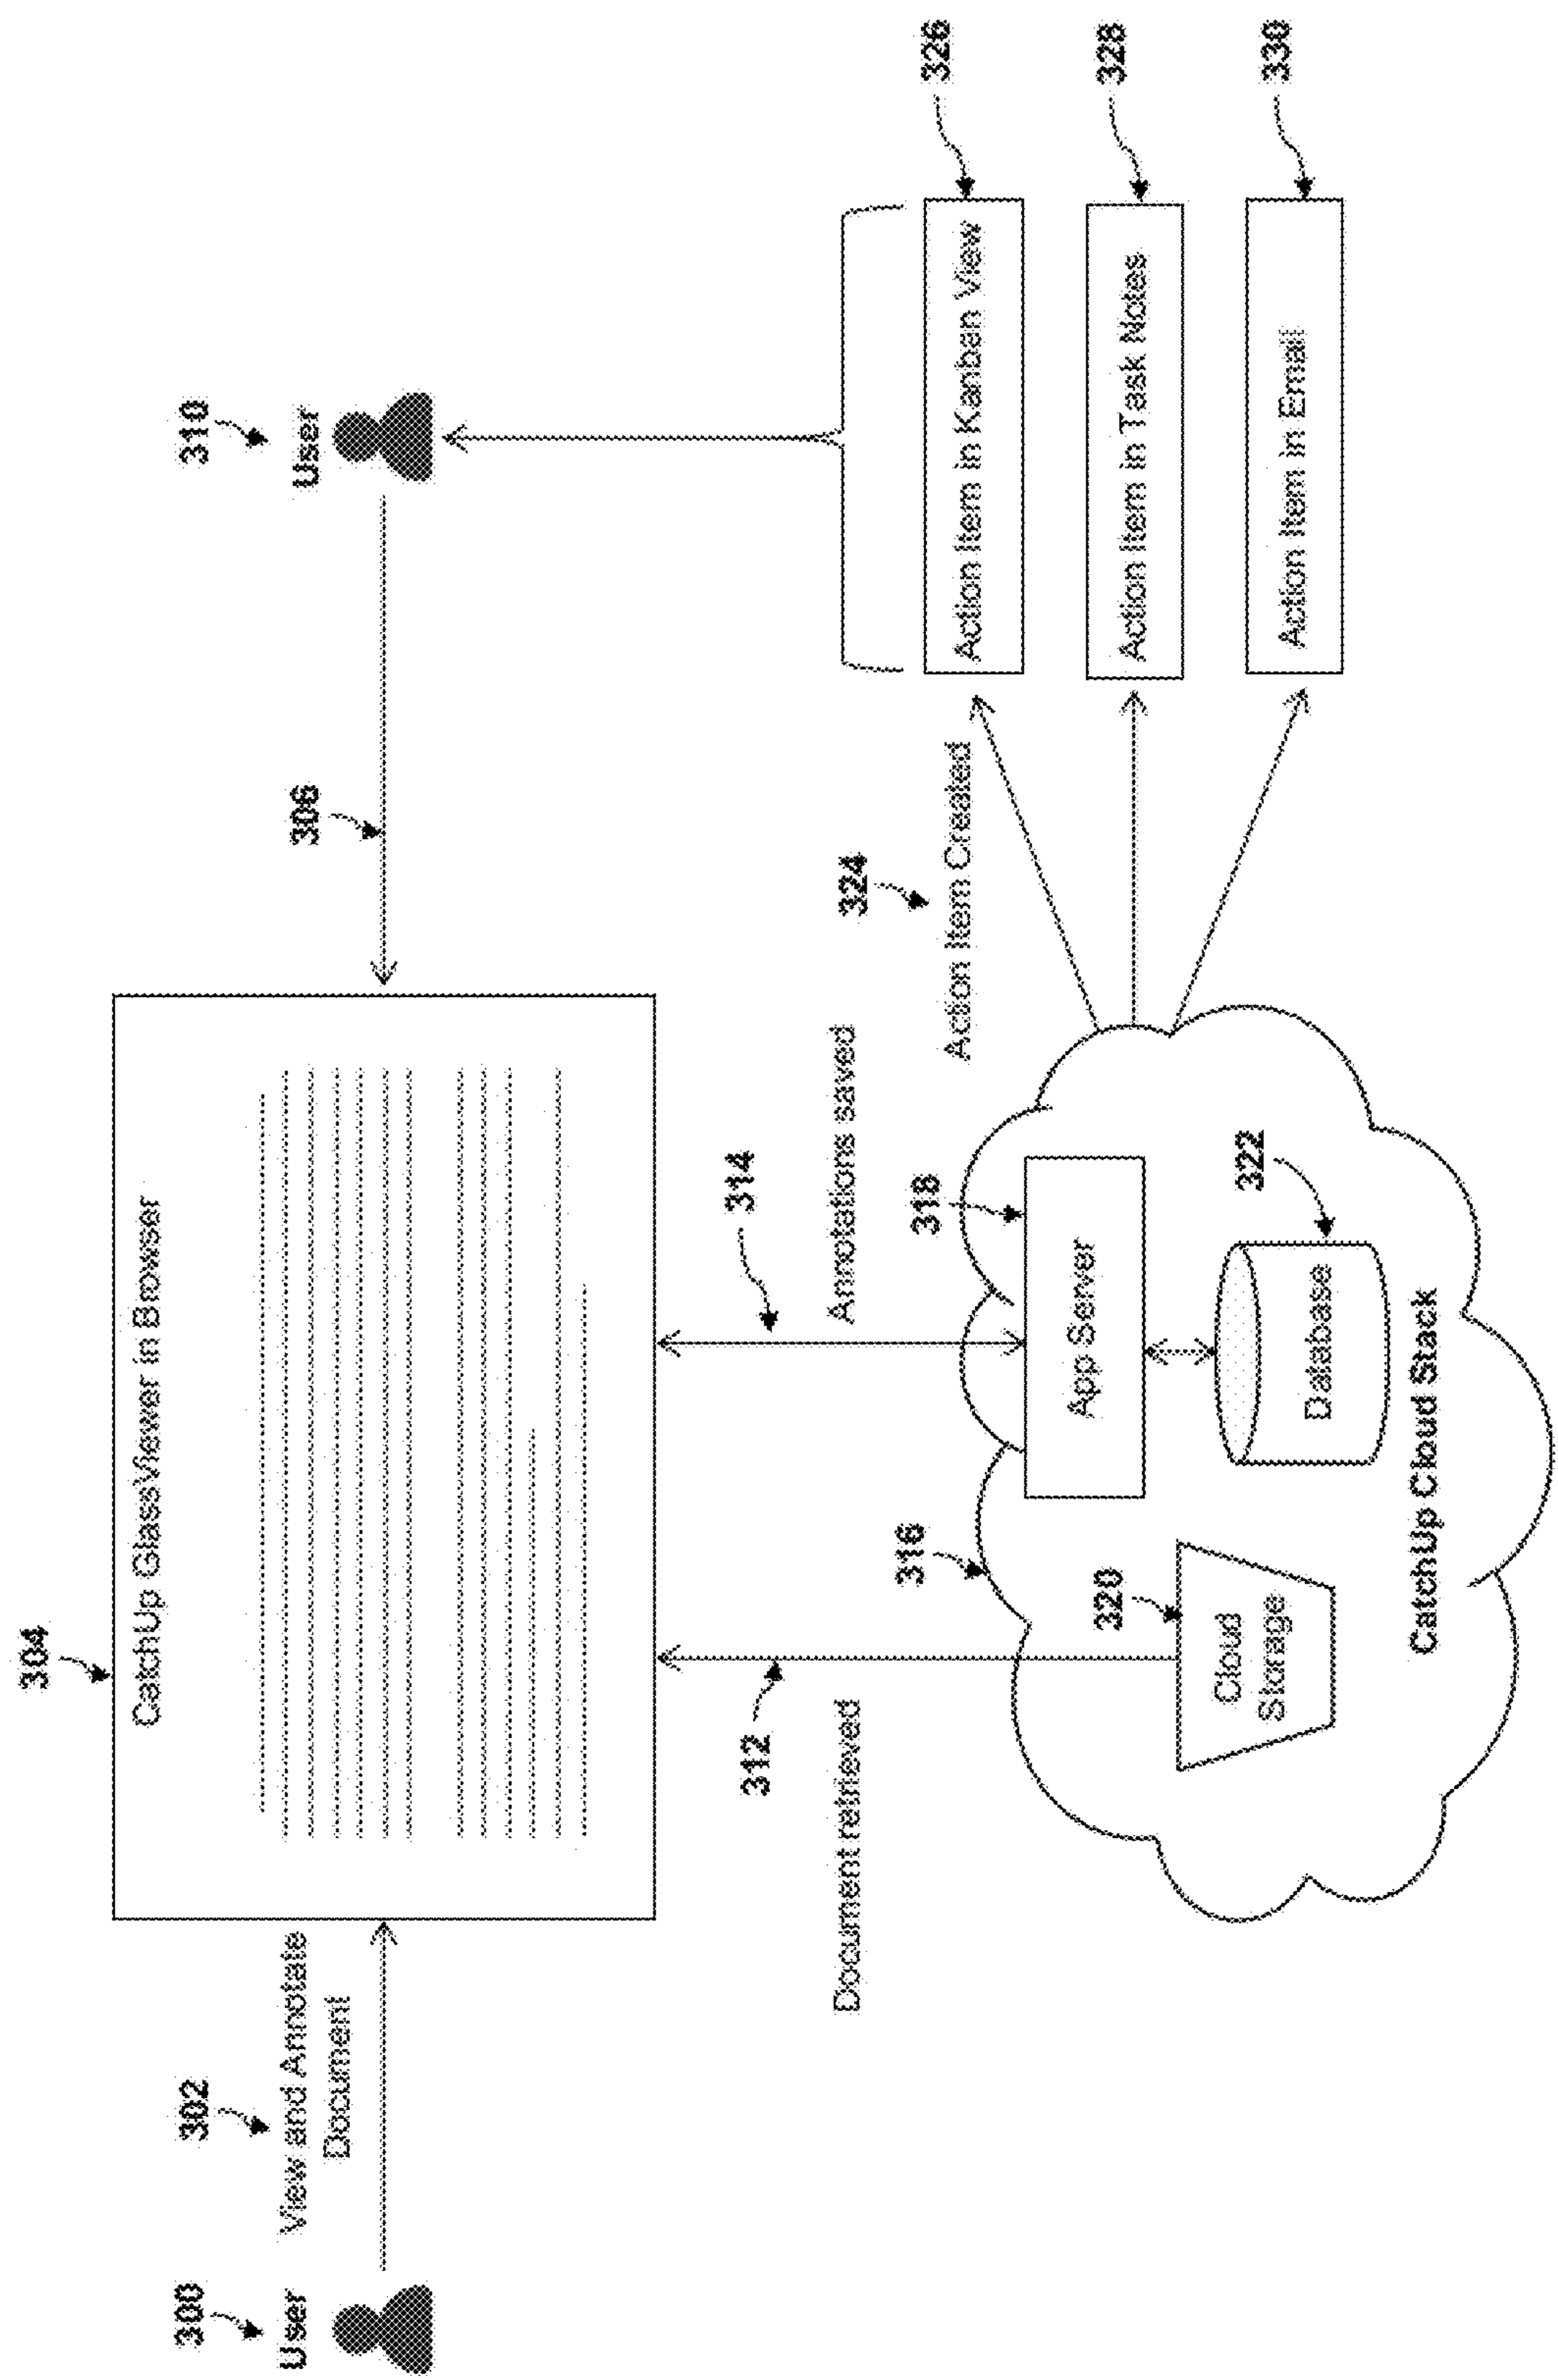 304
CatchUp GlassViewer in Browser
300
User
302
View and Annotate
Document
306
310
User
312
Document retrieved
314
Annotations saved
324
Action Item Created
316
318
App Server
320
Cloud
Storage
322
Database
CatchUp Cloud Stack
Action Item in Kanban View
326
Action Item in Task Notes
328
Action Item in Email
330